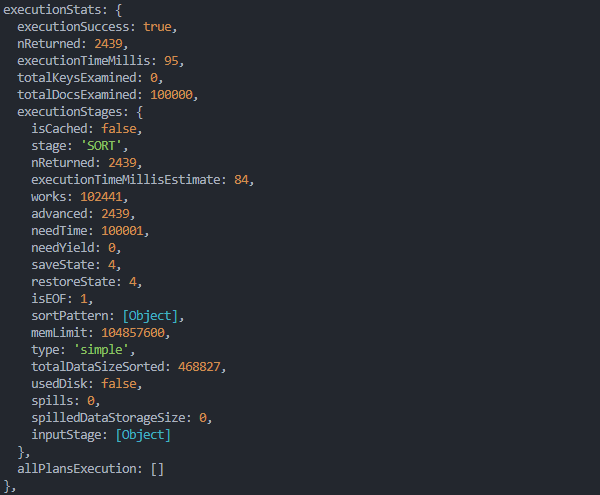 executionStats: {
  executionSuccess: true,
  nReturned: 2439,
  executionTimeMillis: 95,
  totalKeysExamined: 0,
  totalDocsExamined: 100000,
  executionStages: {
    isCached: false,
    stage: 'SORT',
    nReturned: 2439,
    executionTimeMillisEstimate: 84,
    works: 102441,
    advanced: 2439,
    needTime: 100001,
    needYield: 0,
    saveState: 4,
    restoreState: 4,
    isEOF: 1,
    sortPattern: [Object],
    memLimit: 104857600,
    type: 'simple',
    totalDataSizeSorted: 468827,
    usedDisk: false,
    spills: 0,
    spilledDataStorageSize: 0,
    inputStage: [Object]
  },
  allPlansExecution: []
},